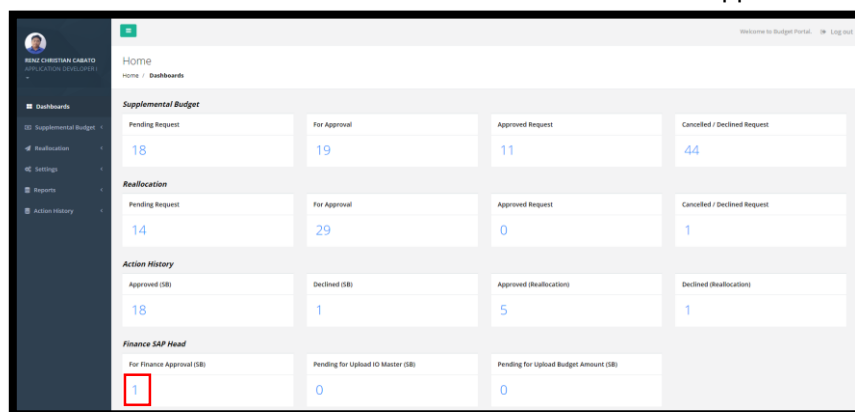 Welcome to Budget Portal. Log out
RENZ CHRISTIAN CABATO
APPLICATION DEVELOPER I
Home
Home / Dashboards
Dashboards
Supplemental Budget
Reallocation
Settings
Reports
Action History
Supplemental Budget
Pending Request For Approval Approved Request Cancelled / Declined Request
18 19 11 44
Reallocation
Pending Request For Approval Approved Request Cancelled / Declined Request
14 29 0 1
Action History
Approved (SB) Declined (SB) Approved (Reallocation) Declined (Reallocation)
18 1 5 1
Finance SAP Head
For Finance Approval (SB) Pending for Upload IO Master (SB) Pending for Upload Budget Amount (SB)
1 0 0